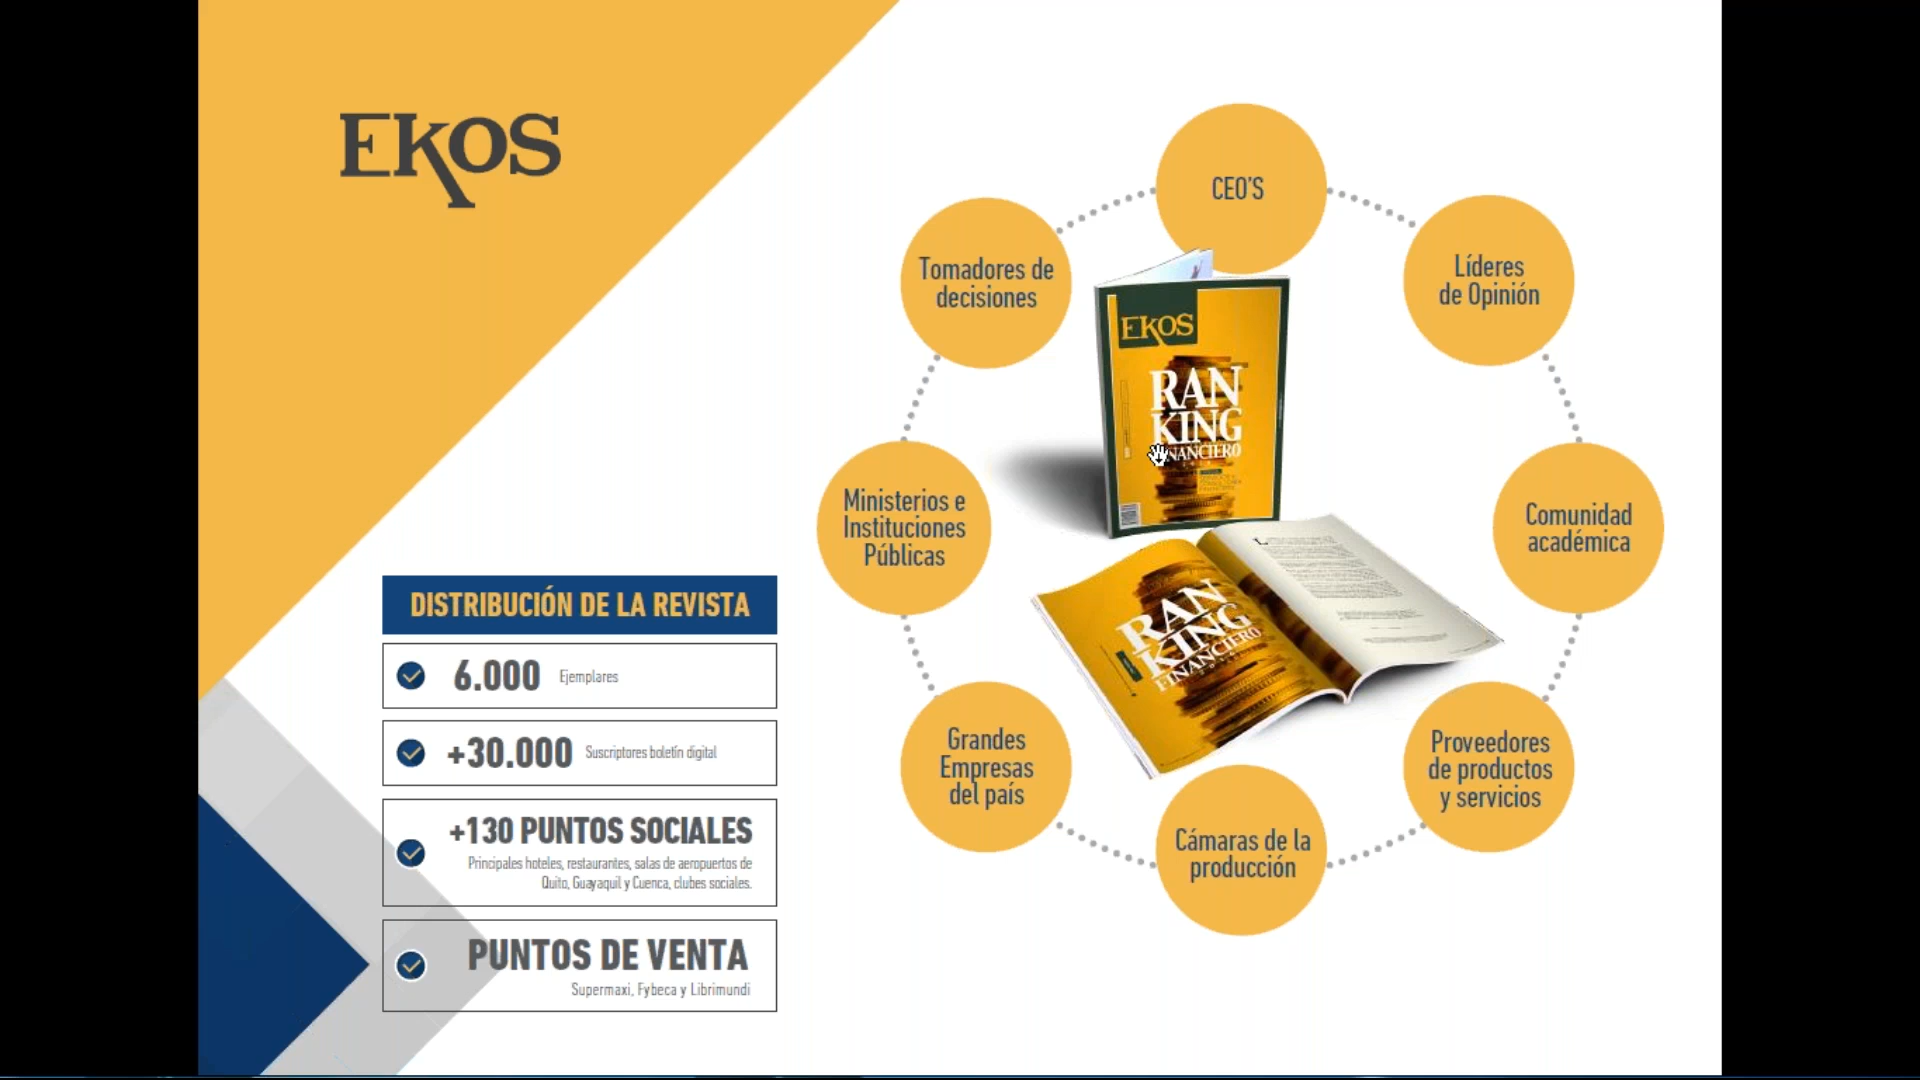 EKOS
DISTRIBUCIÓN DE LA REVISTA
6.000 Ejemplares
+30.000 Suscriptores boletín digital
+130 PUNTOS SOCIALES
Principales hoteles, restaurantes, salas de aeropuertos de
Quito, Guayaquil y Cuenca, clubes sociales.
PUNTOS DE VENTA
Supermaxi, Fybeca y Librimundi
CEO'S
Líderes
de Opinión
Comunidad
académica
Proveedores
de productos
y servicios
Cámaras de la
producción
Grandes
Empresas
del país
Ministerios e
Instituciones
Públicas
Tomadores de
decisiones
EKOS
RAN
KING
RAN
KING
FINANCIERO